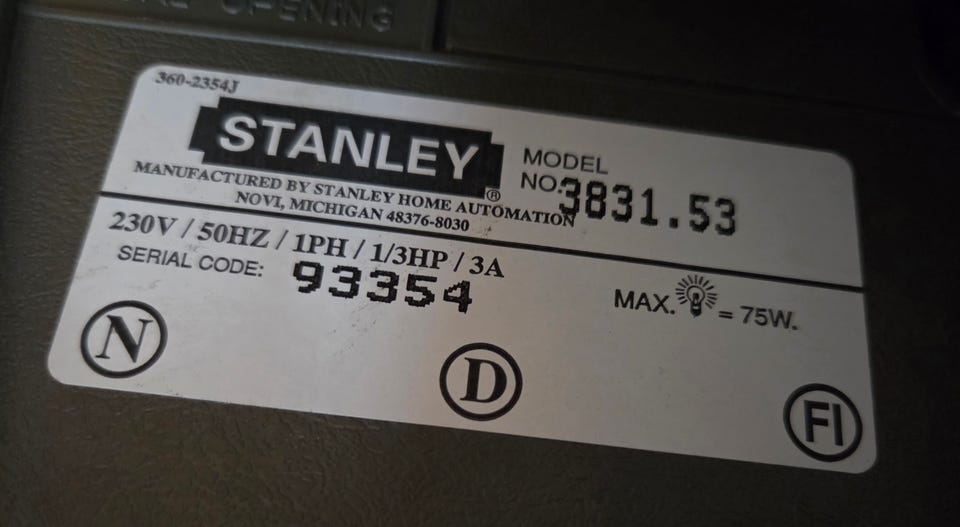 OPENING
360-2354J
STANLEY®
MODEL
NO. 3831.53
MANUFACTURED BY STANLEY HOME AUTOMATION
NOVI, MICHIGAN 48376-8030
230V / 50HZ / 1PH / 1/3HP / 3A
SERIAL CODE: 93354
MAX. = 75W.
N
D
FI